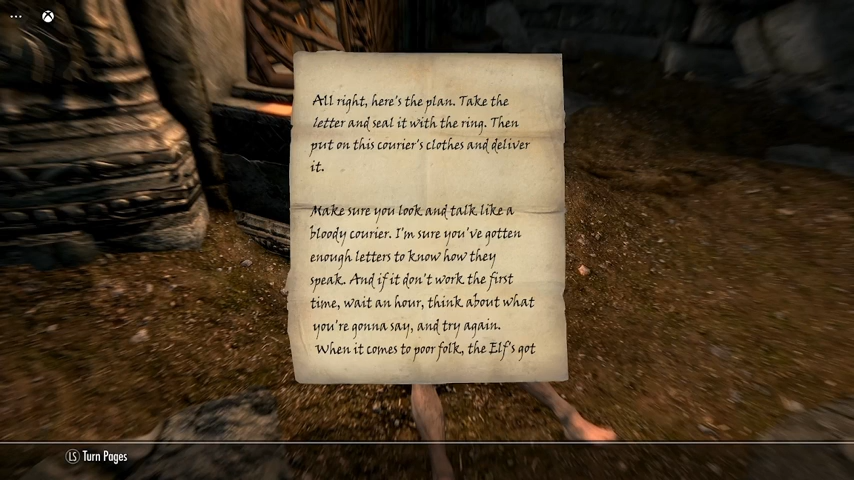 All right, here's the plan. Take the
letter and seal it with the ring. Then
put on this courier's clothes and deliver
it.
Make sure you look and talk like a
bloody courier. I'm sure you've gotten
enough letters to know how they
speak. And if it don't work the first
time, wait an hour, think about what
you're gonna say, and try again.
When it comes to poor folk, the Elf's got
LS Turn Pages